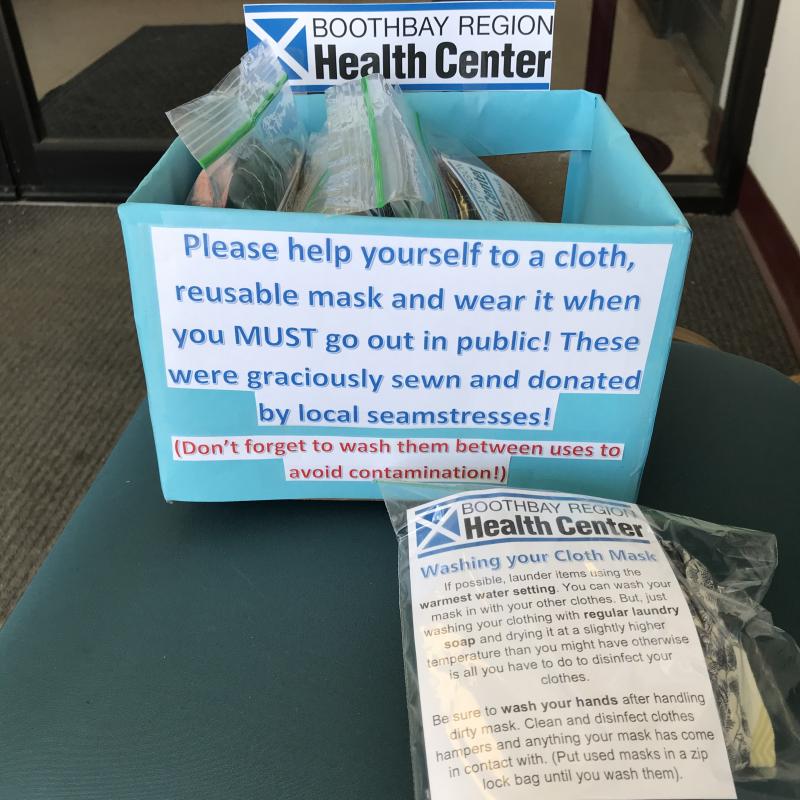 BOOTHBAY REGION
Health Center
Please help yourself to a cloth,
reusable mask and wear it when
you MUST go out in public! These
were graciously sewn and donated
by local seamstresses!
(Don't forget to wash them between uses to
avoid contamination!)
h Center
BOOTHBAY REGION
Health Center
Washing your Cloth Mask
If possible, launder items using the
warmest water setting. You can wash your
mask in with your other clothes. But, just
washing your clothing with regular laundry
soap and drying it at a slightly higher
temperature than you might have otherwise
is all you have to do to disinfect your
clothes.
Be sure to wash your hands after handling
dirty mask. Clean and disinfect clothes
hampers and anything your mask has come
in contact with. (Put used masks in a zip
lock bag until you wash them).